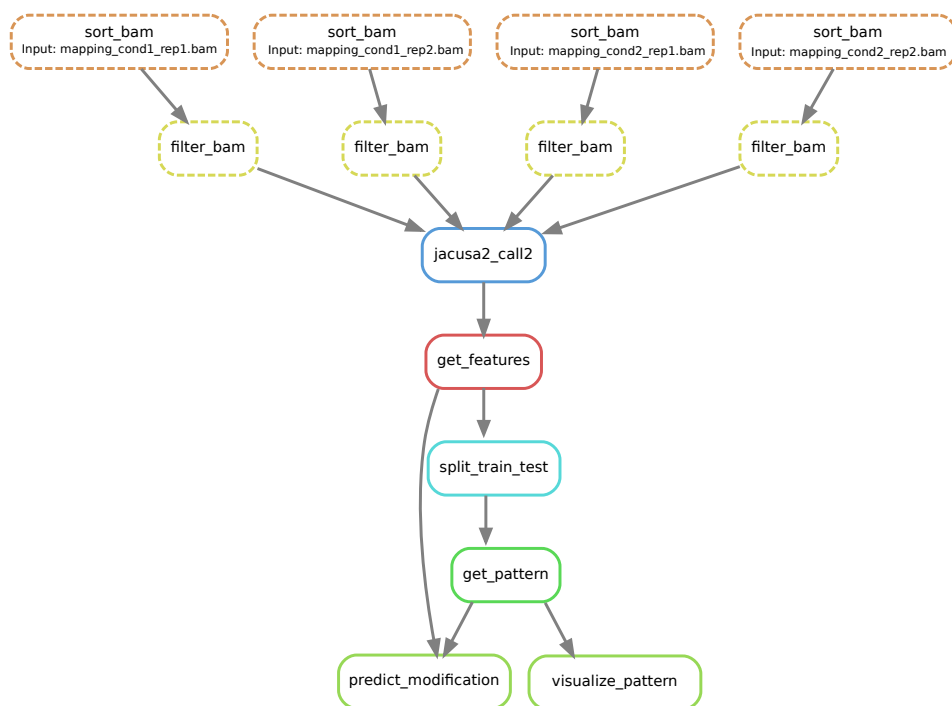 sort_bam
Input: mapping_cond1_rep1.bam
sort_bam
Input: mapping_cond1_rep2.bam
sort_bam
Input: mapping_cond2_rep1.bam
sort_bam
Input: mapping_cond2_rep2.bam
filter_bam
filter_bam
filter_bam
filter_bam
jacusa2_call2
get_features
split_train_test
get_pattern
predict_modification
visualize_pattern